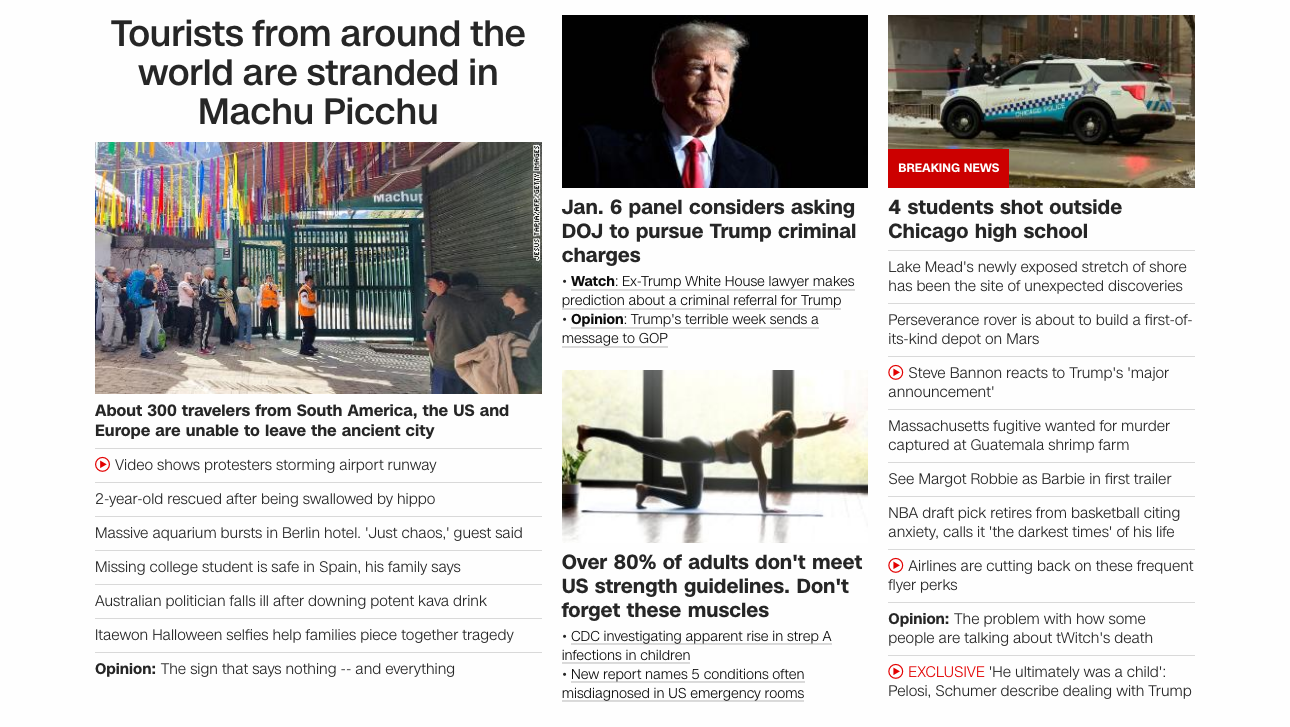 Tourists from around the
world are stranded in
Machu Picchu
Machup
JESUS TAPIA/AFP/GETTY IMAGES
About 300 travelers from South America, the US and
Europe are unable to leave the ancient city
Video shows protesters storming airport runway
2-year-old rescued after being swallowed by hippo
Massive aquarium bursts in Berlin hotel. 'Just chaos,' guest said
Missing college student is safe in Spain, his family says
Australian politician falls ill after downing potent kava drink
Itaewon Halloween selfies help families piece together tragedy
Opinion: The sign that says nothing -- and everything
Jan. 6 panel considers asking
DOJ to pursue Trump criminal
charges
• Watch: Ex-Trump White House lawyer makes
prediction about a criminal referral for Trump
• Opinion: Trump's terrible week sends a
message to GOP
Over 80% of adults don't meet
US strength guidelines. Don't
forget these muscles
• CDC investigating apparent rise in strep A
infections in children
• New report names 5 conditions often
misdiagnosed in US emergency rooms
CHICAGO POLICE
BREAKING NEWS
4 students shot outside
Chicago high school
Lake Mead's newly exposed stretch of shore
has been the site of unexpected discoveries
Perseverance rover is about to build a first-of-
its-kind depot on Mars
Steve Bannon reacts to Trump's 'major
announcement'
Massachusetts fugitive wanted for murder
captured at Guatemala shrimp farm
See Margot Robbie as Barbie in first trailer
NBA draft pick retires from basketball citing
anxiety, calls it 'the darkest times' of his life
Airlines are cutting back on these frequent
flyer perks
Opinion: The problem with how some
people are talking about tWitch's death
EXCLUSIVE 'He ultimately was a child':
Pelosi, Schumer describe dealing with Trump